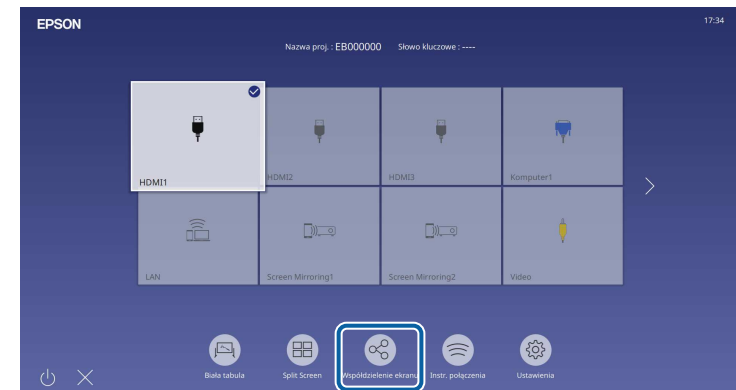 EPSON
17:34
Nazwa proj. : EB000000 Słowo kluczowe : ----
HDMI1
HDMI2
HDMI3
Komputer1
LAN
Screen Mirroring1
Screen Mirroring2
Video
Biała tabula
Split Screen
Współdzielenie ekranu
Instr. połączenia
Ustawienia